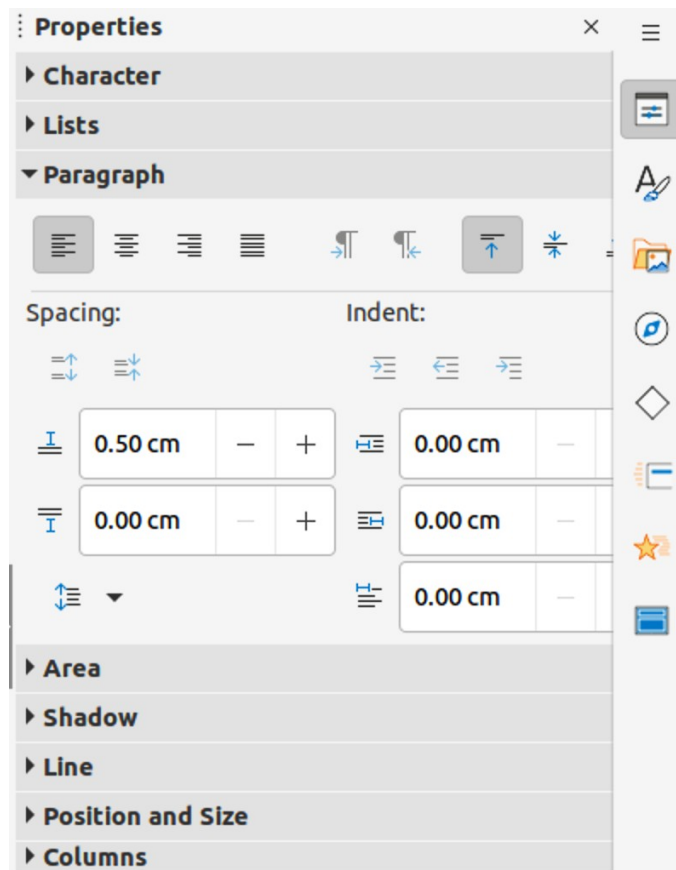 Properties
Character
Lists
Paragraph
Spacing: Indent:
0.50 cm 0.00 cm
0.00 cm 0.00 cm
0.00 cm
Area
Shadow
Line
Position and Size
Columns